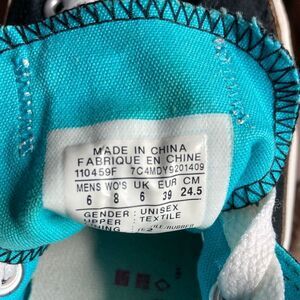 MADE IN CHINA
FABRIQUE EN CHINE
110459F 7C4MDY9201409
MENS WO'S UK EUR CM
6 8 6 39 24.5
GENDER : UNISEX
UPPER : TEXTILE